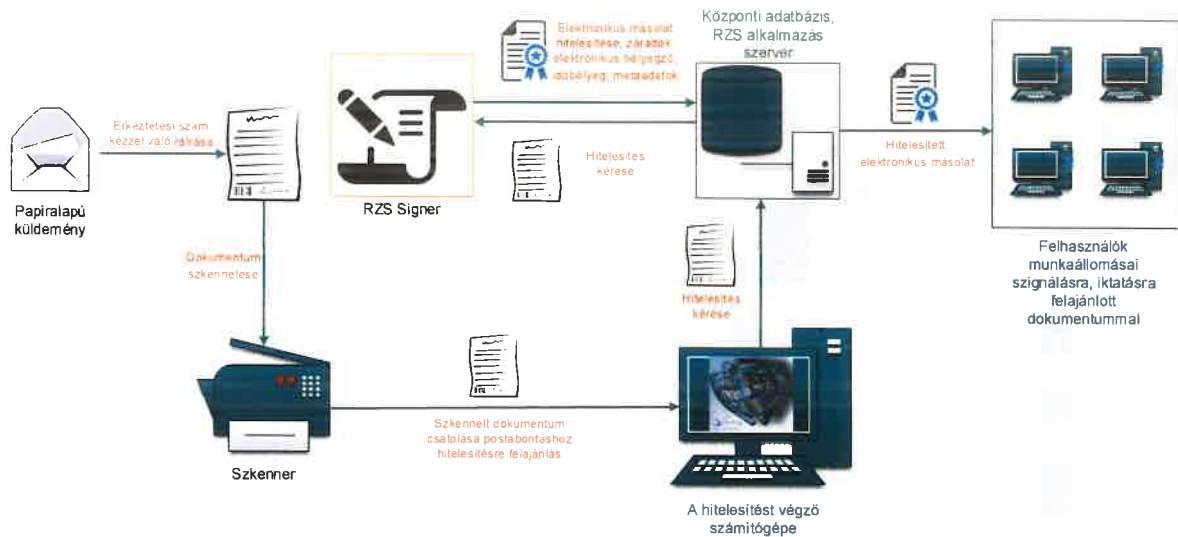 Elektronikus másolat
hitelesítése, záradék,
elektronikus bélyegző,
időbélyeg, metaadatok
Központi adatbázis,
RZS alkalmazás
szerver
Érkeztetési szám
kézzel való ráírása
Hitelesítés
kérése
Hitelesített
elektronikus másolat
Papíralapú
küldemény
RZS Signer
Dokumentum
szkennelése
Felhasználók
munkaállomásai
szignálásra, iktatásra
felajánlott
dokumentummal
Hitelesítés
kérése
Szkennelt dokumentum
csatolása postabontáshoz
hitelesítésre felajánlás
Szkenner
A hitelesítést végző
számítógépe